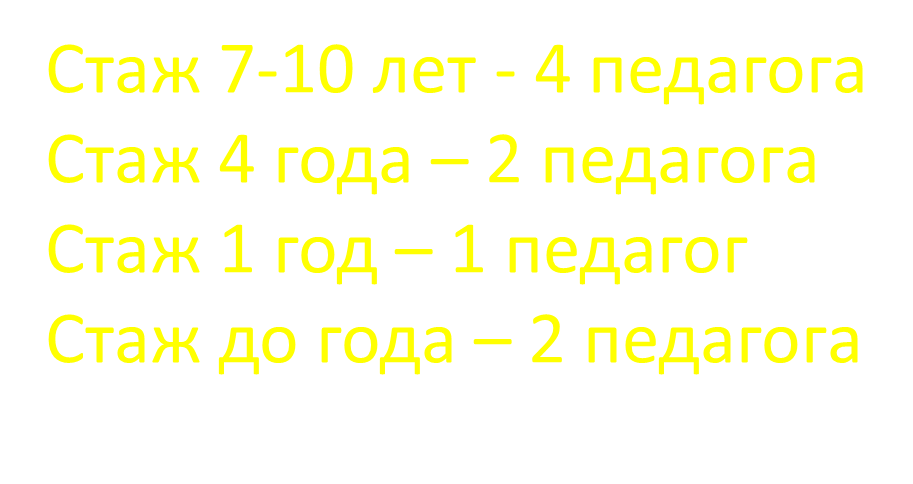 Стаж 7-10 лет - 4 педагога
Стаж 4 года – 2 педагога
Стаж 1 год – 1 педагог
Стаж до года – 2 педагога